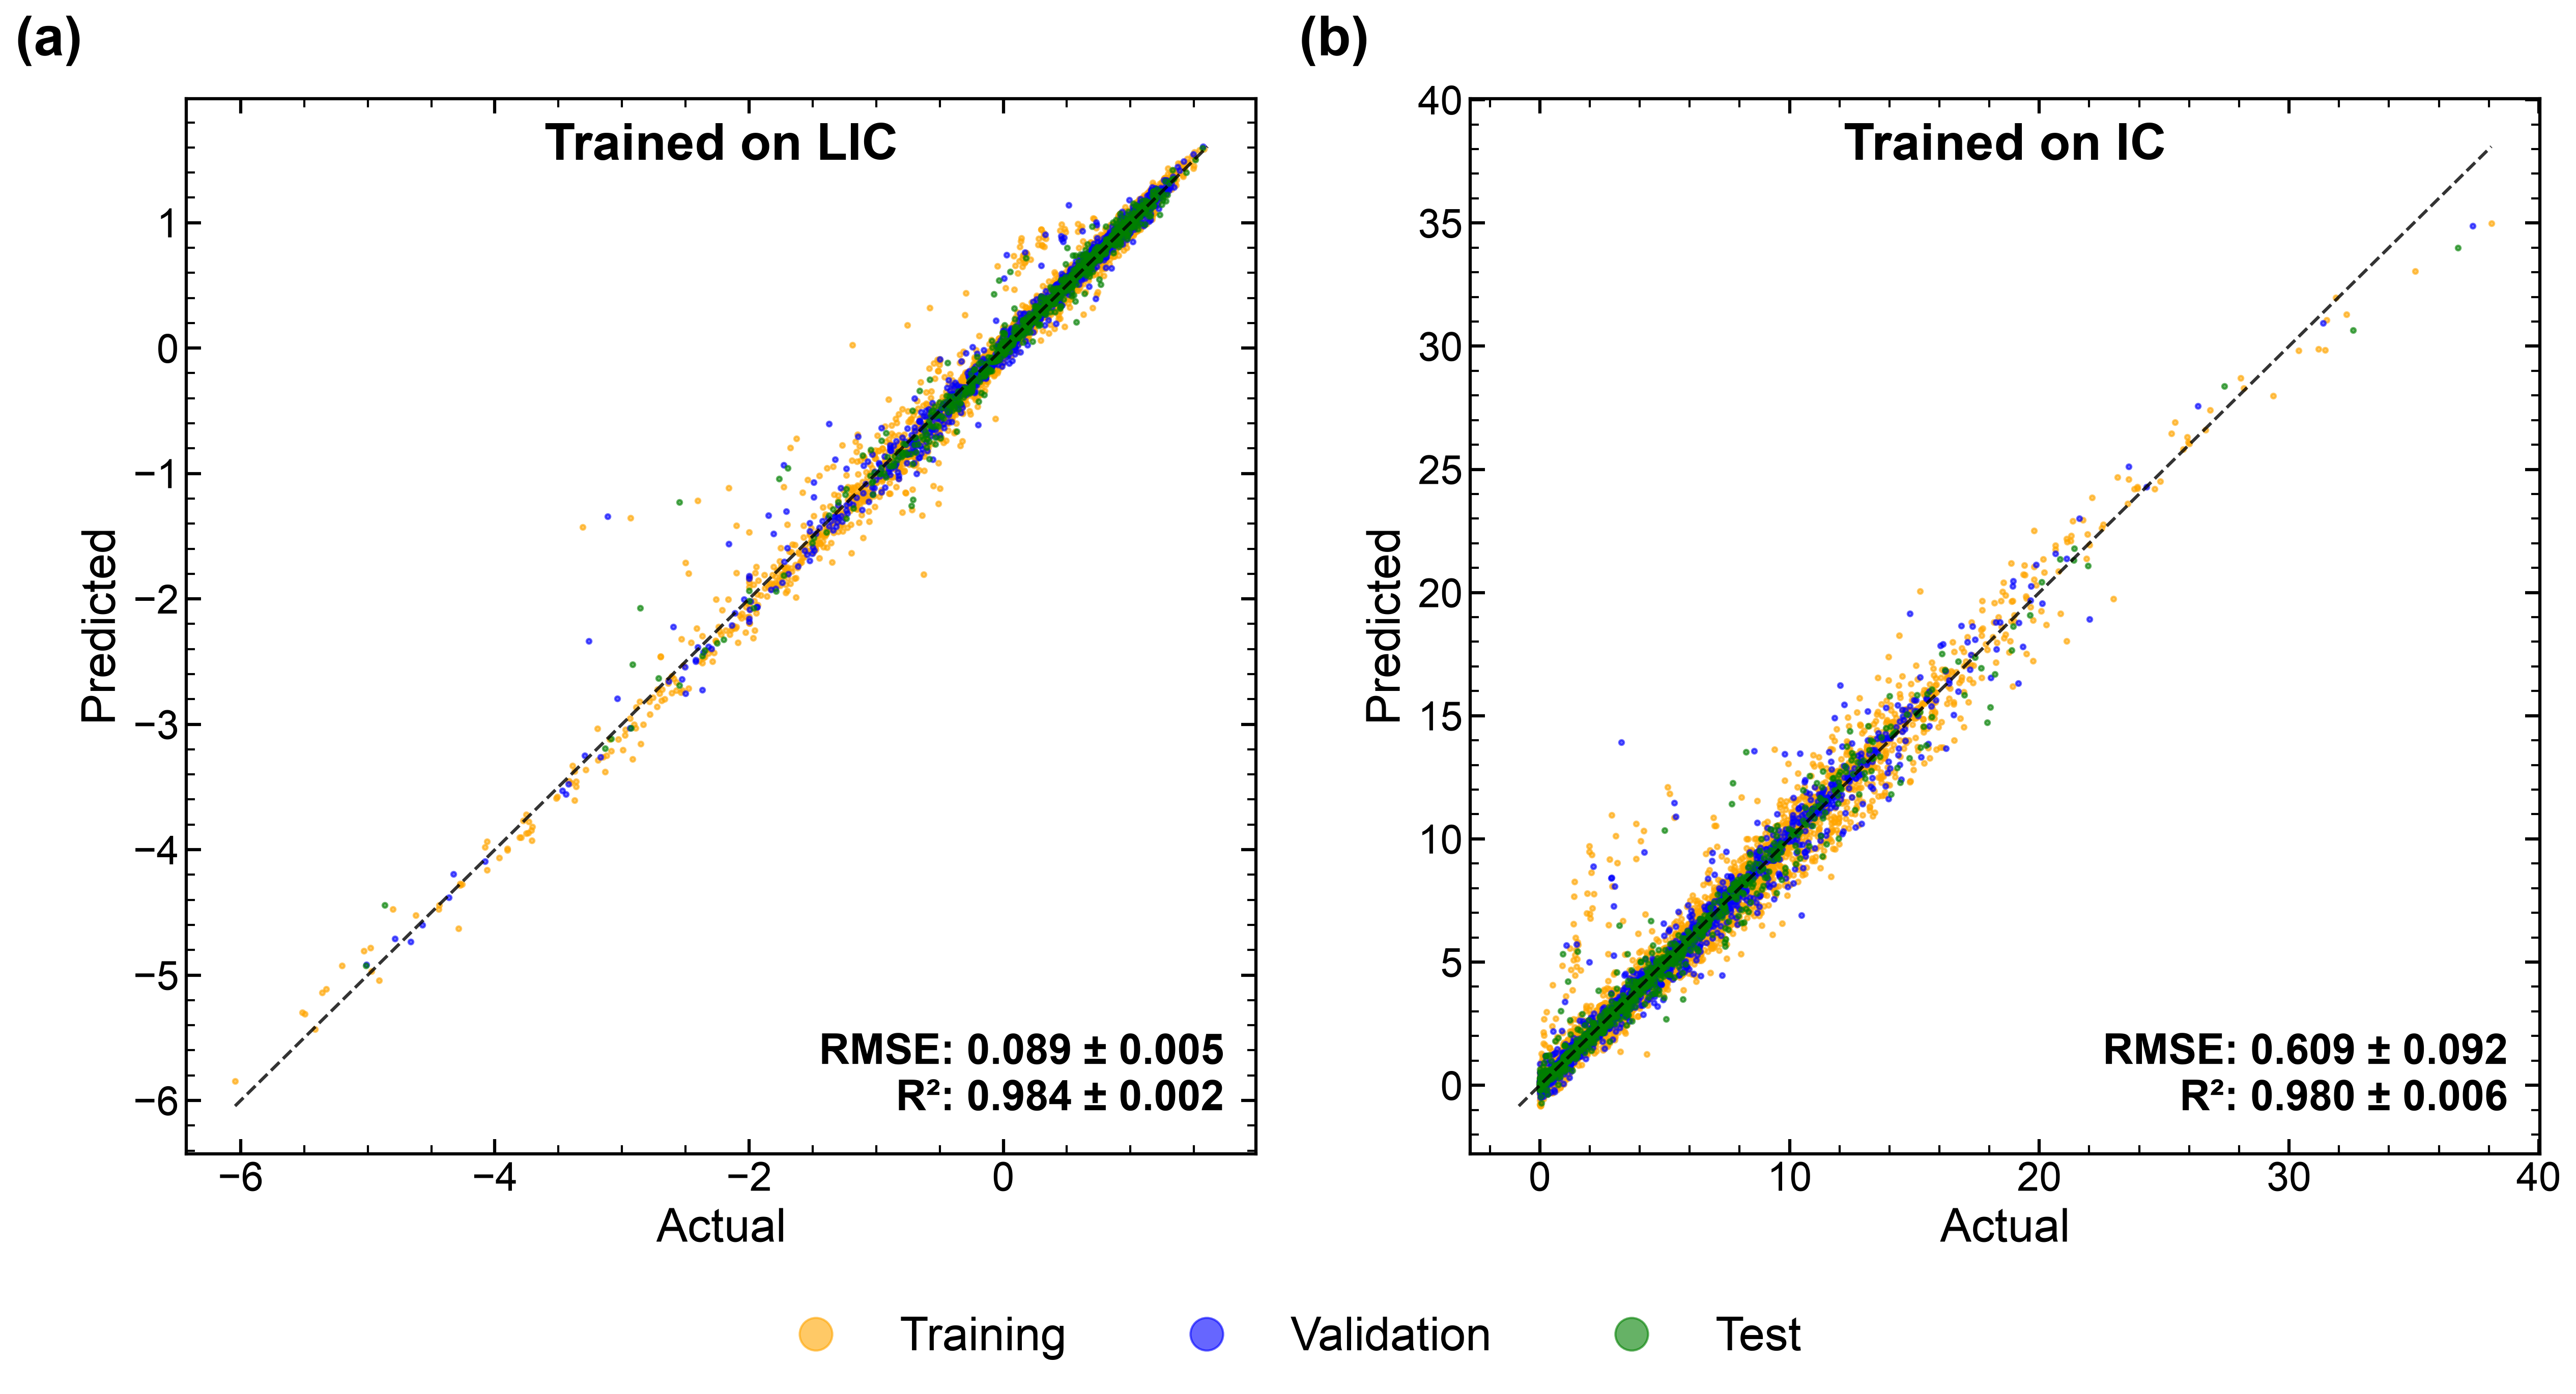 (a)
Trained on LIC
1
0
−1
−2
−3
−4
−5
−6
Predicted
RMSE: 0.089 ± 0.005
R²: 0.984 ± 0.002
−6 −4 −2 0
Actual
(b)
Trained on IC
40
35
30
25
20
15
10
5
0
Predicted
RMSE: 0.609 ± 0.092
R²: 0.980 ± 0.006
0 10 20 30 40
Actual
Training Validation Test